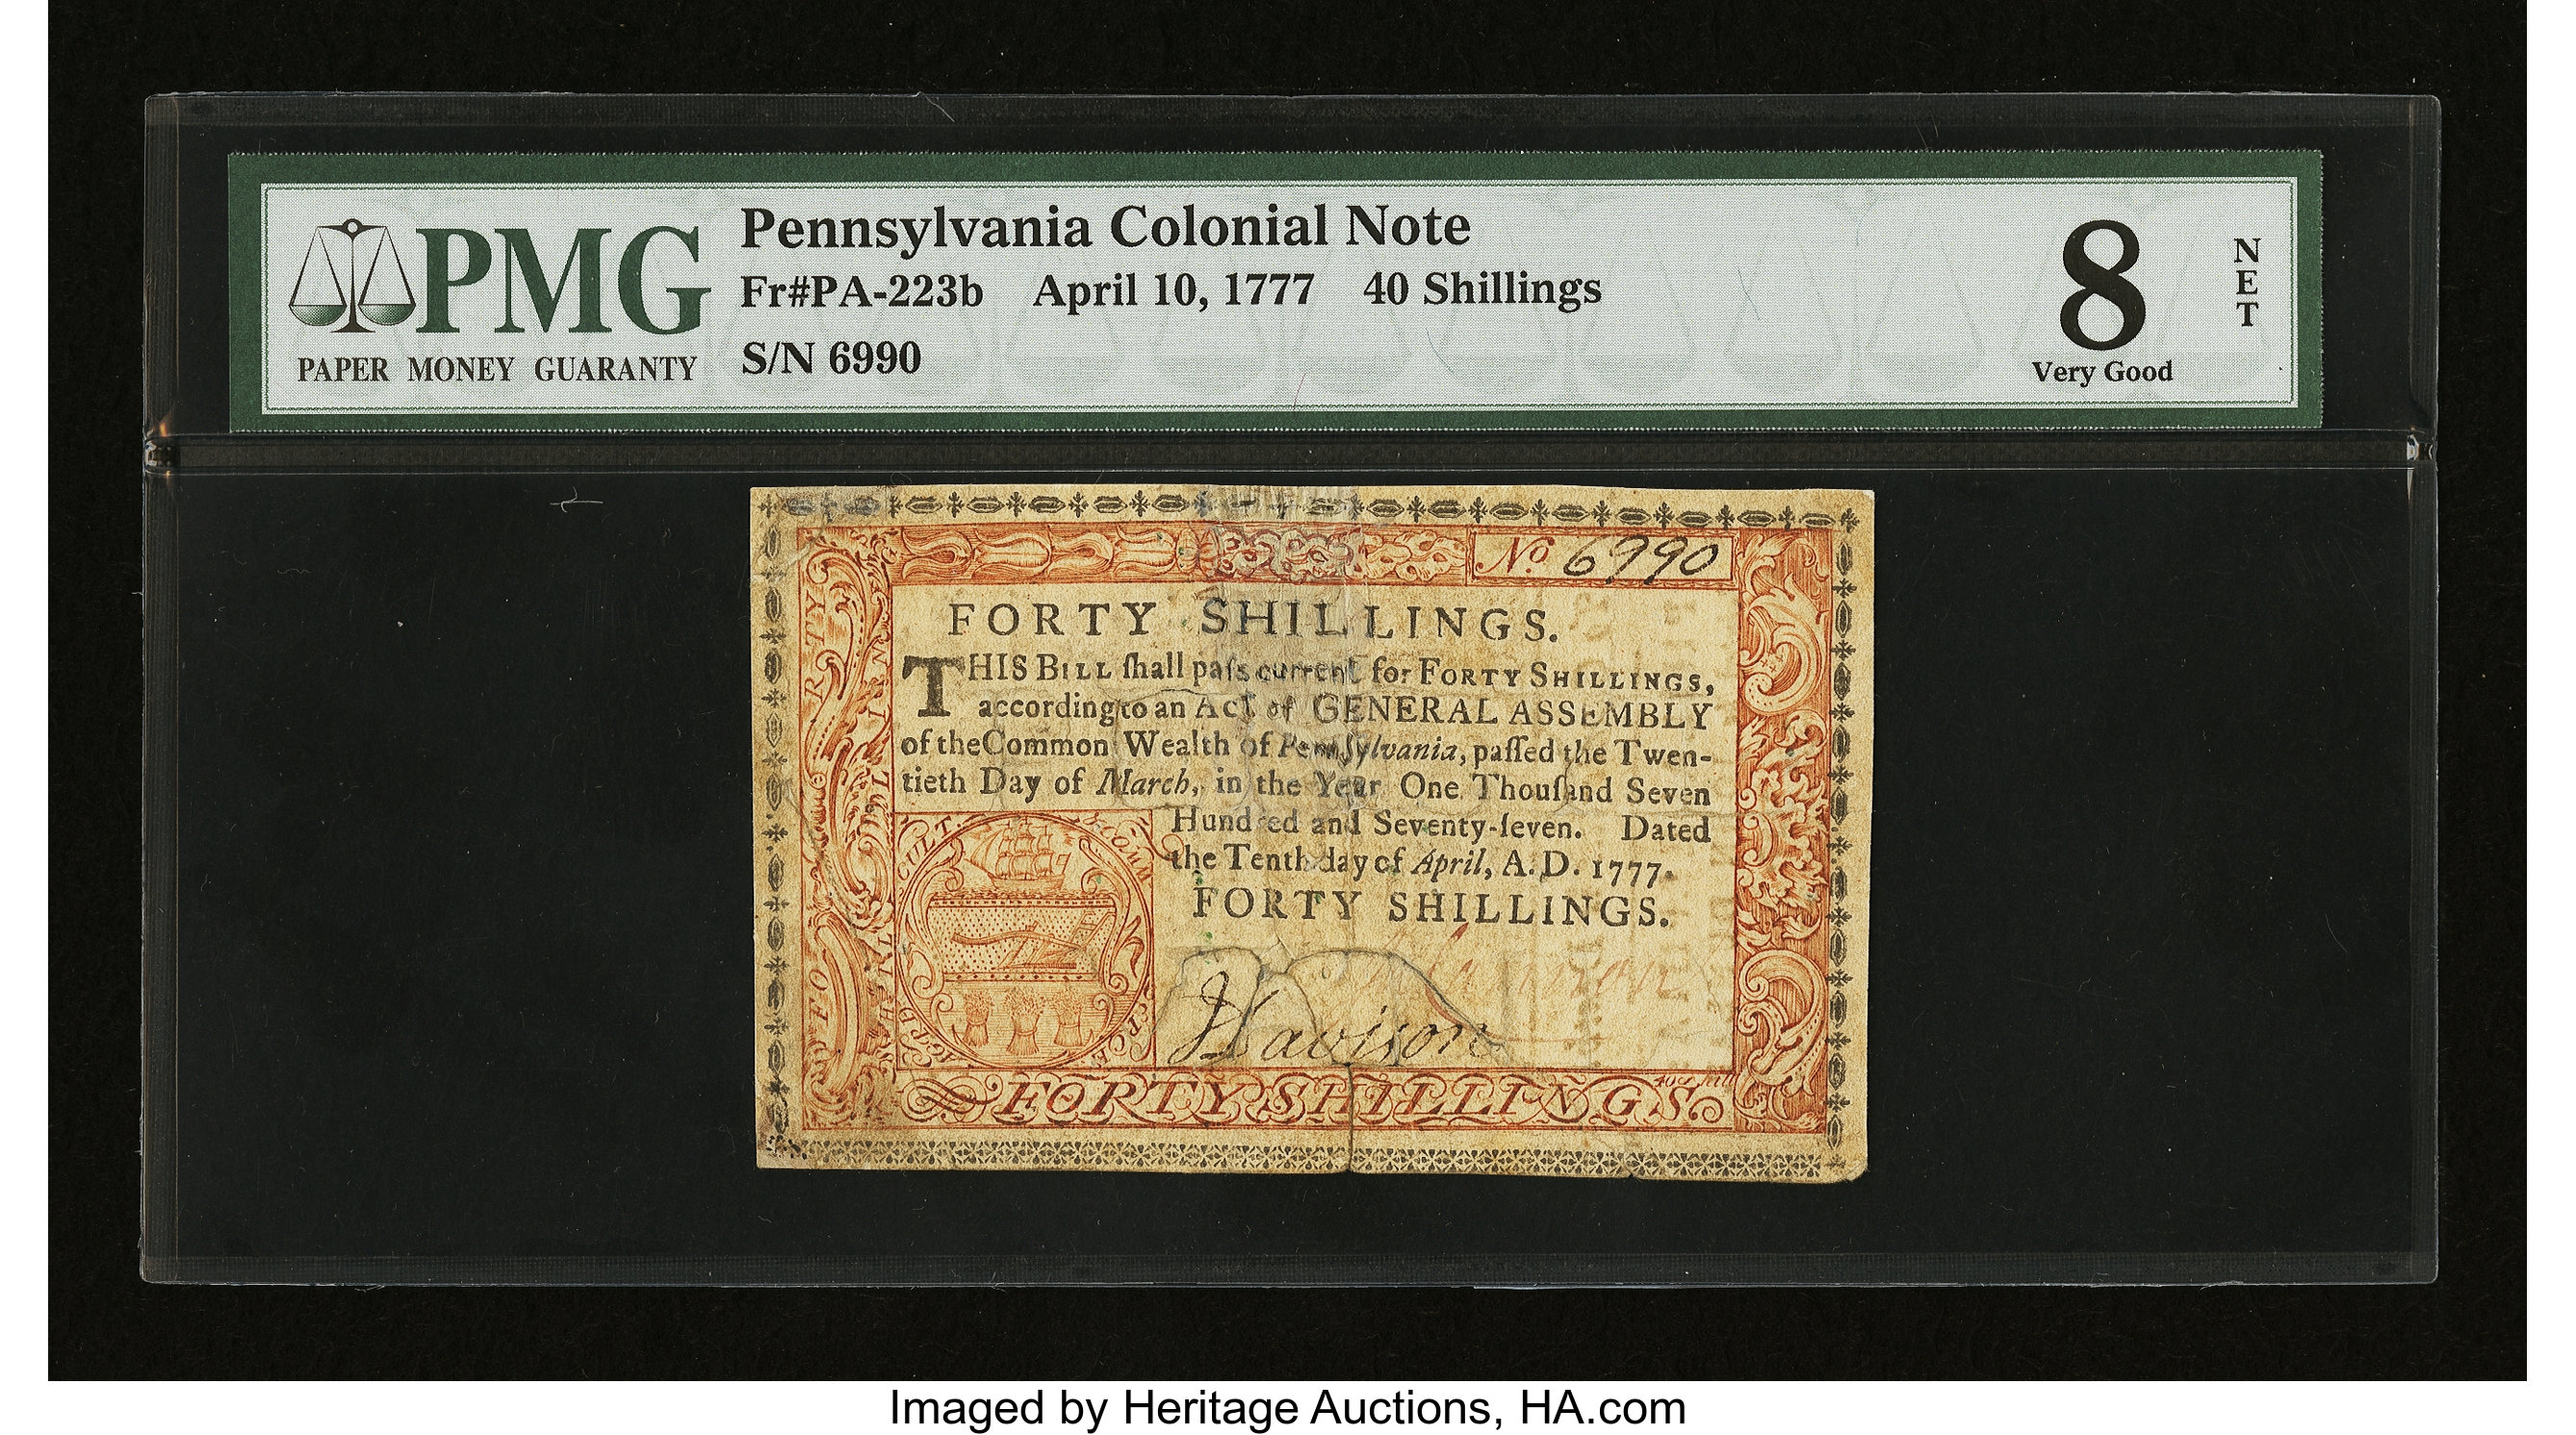 PMG
PAPER MONEY GUARANTY
Pennsylvania Colonial Note
Fr#PA-223b April 10, 1777 40 Shillings
S/N 6990
8
NET
Very Good
No. 6990
FORTY SHILLINGS.
THIS BILL ſhall paſs current for FORTY SHILLINGS,
according to an Act of GENERAL ASSEMBLY
of the Common Wealth of Pennſylvania, paſſed the Twen-
tieth Day of March, in the Year One Thouſand Seven
Hundred and Seventy-ſeven. Dated
the Tenth day of April, A.D. 1777.
FORTY SHILLINGS.
JDavison
FORTY SHILLINGS
Imaged by Heritage Auctions, HA.com